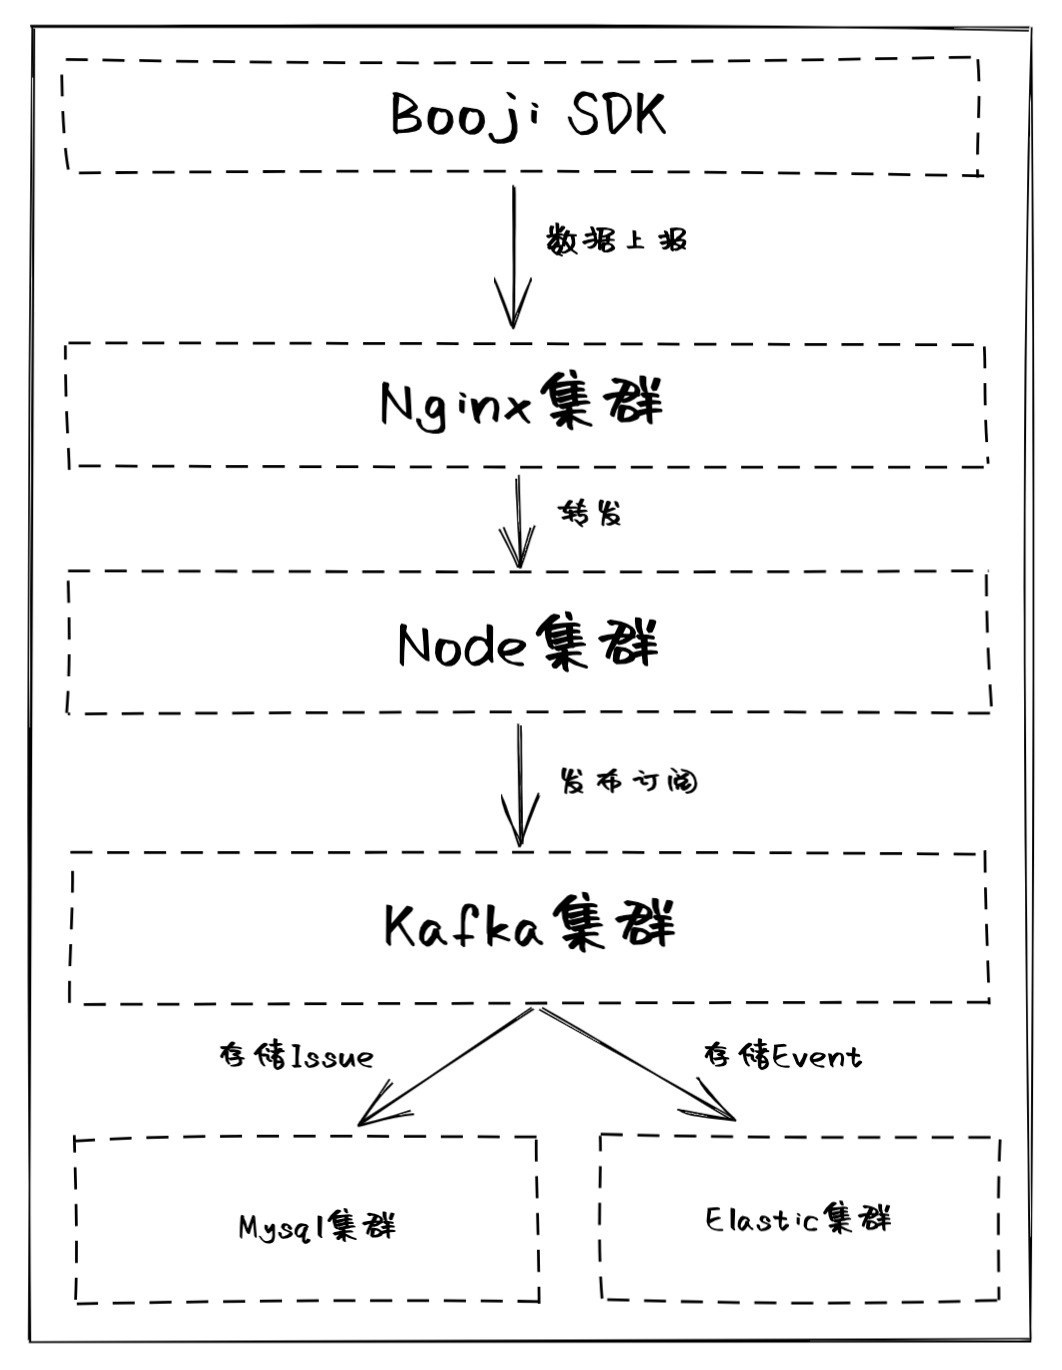 Booji SDK
数据上报
Nginx集群
转发
Node集群
发布订阅
Kafka集群
存储Issue
存储Event
Mysql集群
Elastic集群